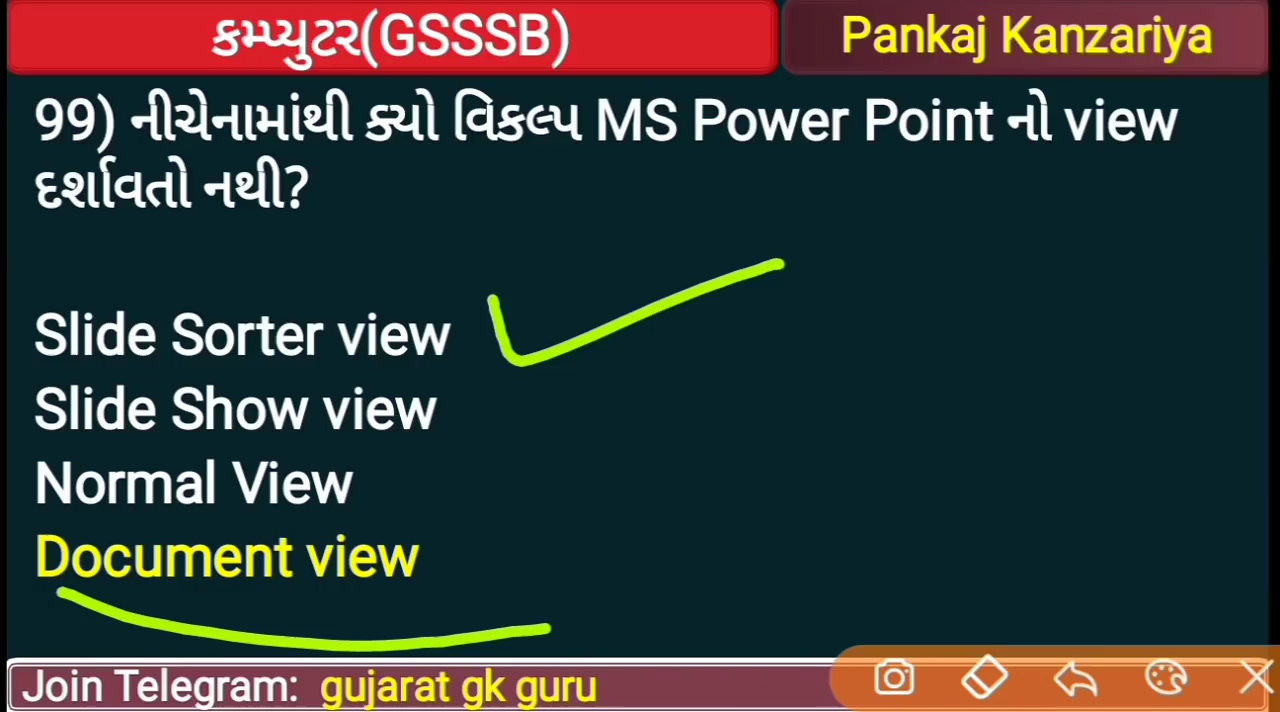 કમ્પ્યુટર(GSSSB)
Pankaj Kanzariya
99) નીચેનામાંથી ક્યો વિકલ્પ MS Power Point નો view
દર્શાવતો નથી?
Slide Sorter view
Slide Show view
Normal View
Document view
Join Telegram: gujarat gk guru